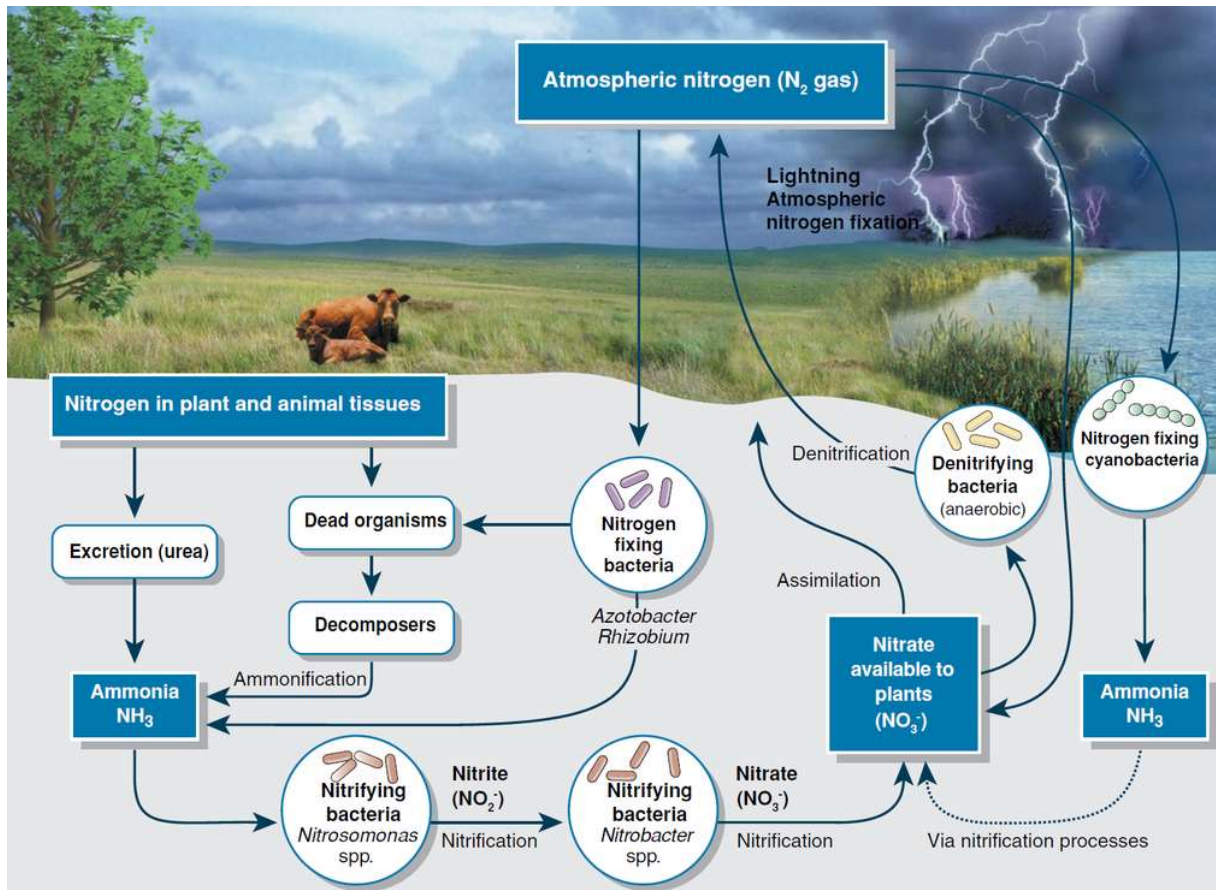 Atmospheric nitrogen (N₂ gas)
Lightning
Atmospheric
nitrogen fixation
Nitrogen in plant and animal tissues
Nitrogen fixing
cyanobacteria
Denitrification
Denitrifying
bacteria
(anaerobic)
Dead organisms
Nitrogen
fixing
bacteria
Excretion (urea)
Assimilation
Azotobacter
Rhizobium
Decomposers
Nitrate
available to
plants
(NO₃⁻)
Ammonification
Ammonia
NH₃
Ammonia
NH₃
Nitrifying
bacteria
Nitrosomonas
spp.
Nitrite
(NO₂⁻)
Nitrification
Nitrifying
bacteria
Nitrobacter
spp.
Nitrate
(NO₃⁻)
Nitrification
Via nitrification processes